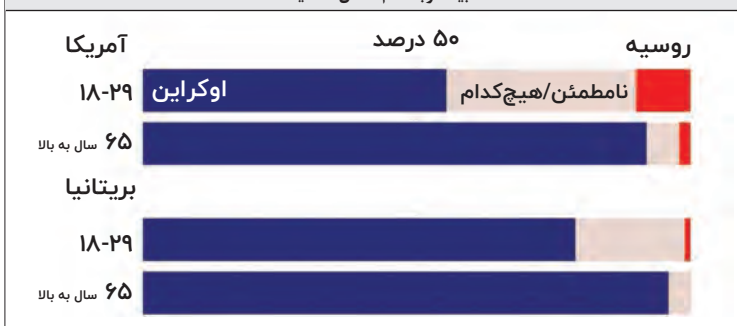 روسیه ۵۰ درصد آمریکا
۱۸-۲۹ اوکراین نامطمئن/هیچ‌کدام
۶۵ سال به بالا
بریتانیا
۱۸-۲۹
۶۵ سال به بالا